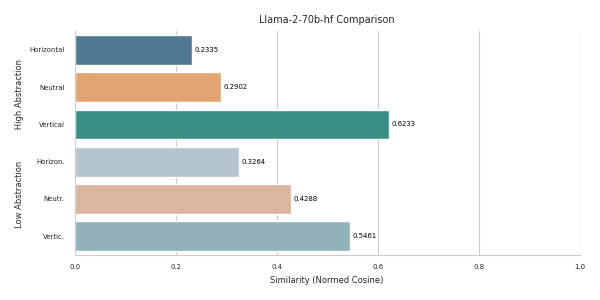 Llama-2-70b-hf Comparison
High Abstraction
Horizontal
0.2335
Neutral
0.2902
Vertical
0.6233
Low Abstraction
Horizon.
0.3264
Neutr.
0.4288
Vertic.
0.5461
0.0 0.2 0.4 0.6 0.8 1.0
Similarity (Normed Cosine)